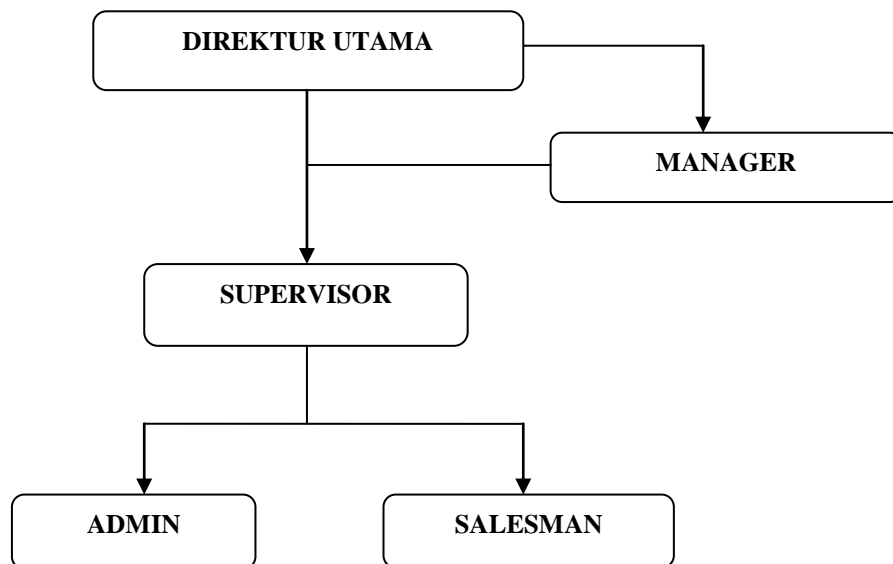 DIREKTUR UTAMA
MANAGER
SUPERVISOR
ADMIN
SALESMAN